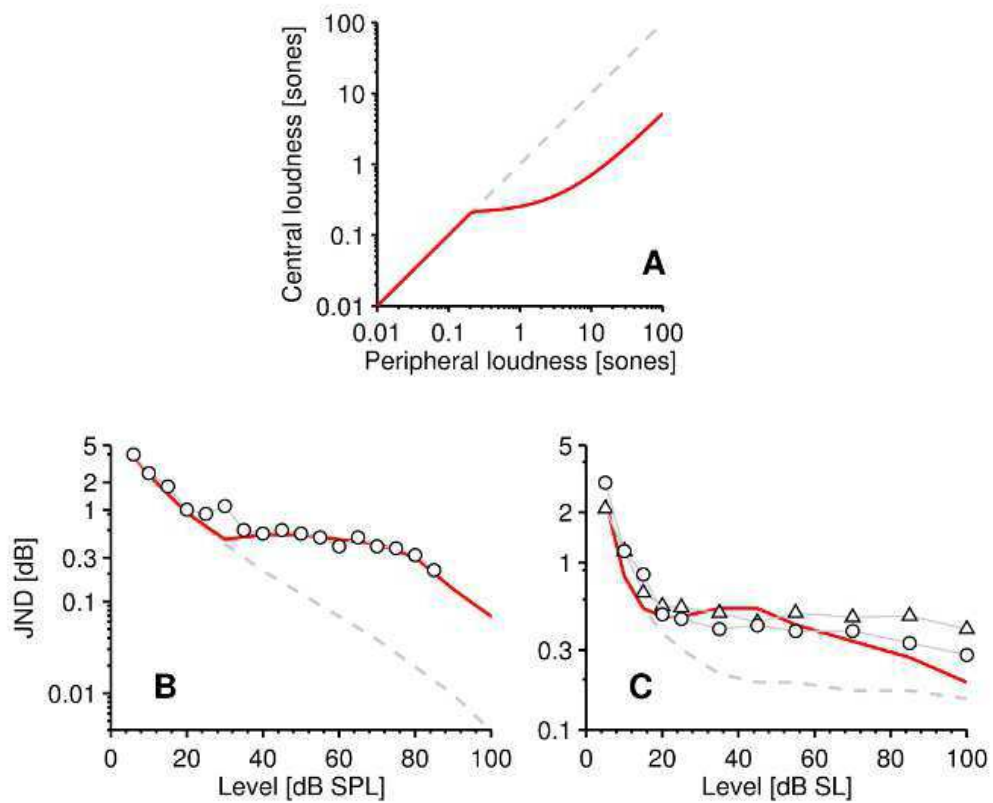 100
10
1
0.1
0.01
Central loudness [sones]
A
0.01 0.1 1 10 100
Peripheral loudness [sones]
5
2
1
0.3
0.1
0.01
JND [dB]
B
0 20 40 60 80 100
Level [dB SPL]
5
2
1
0.3
0.1
C
0 20 40 60 80 100
Level [dB SL]